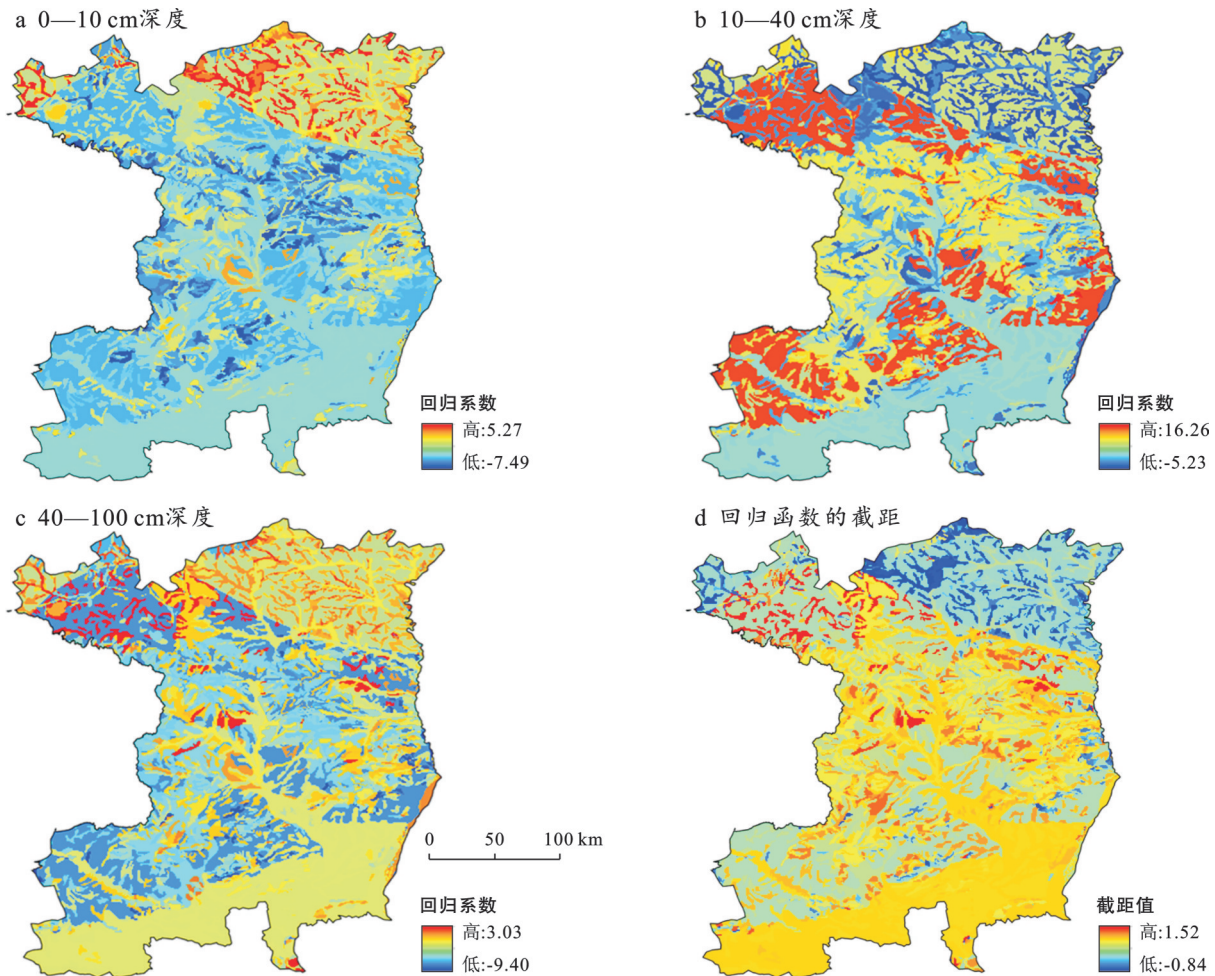 a 0—10 cm深度
b 10—40 cm深度
回归系数
高:5.27
低:-7.49
回归系数
高:16.26
低:-5.23
c 40—100 cm深度
d 回归函数的截距
0 50 100 km
回归系数
高:3.03
低:-9.40
截距值
高:1.52
低:-0.84